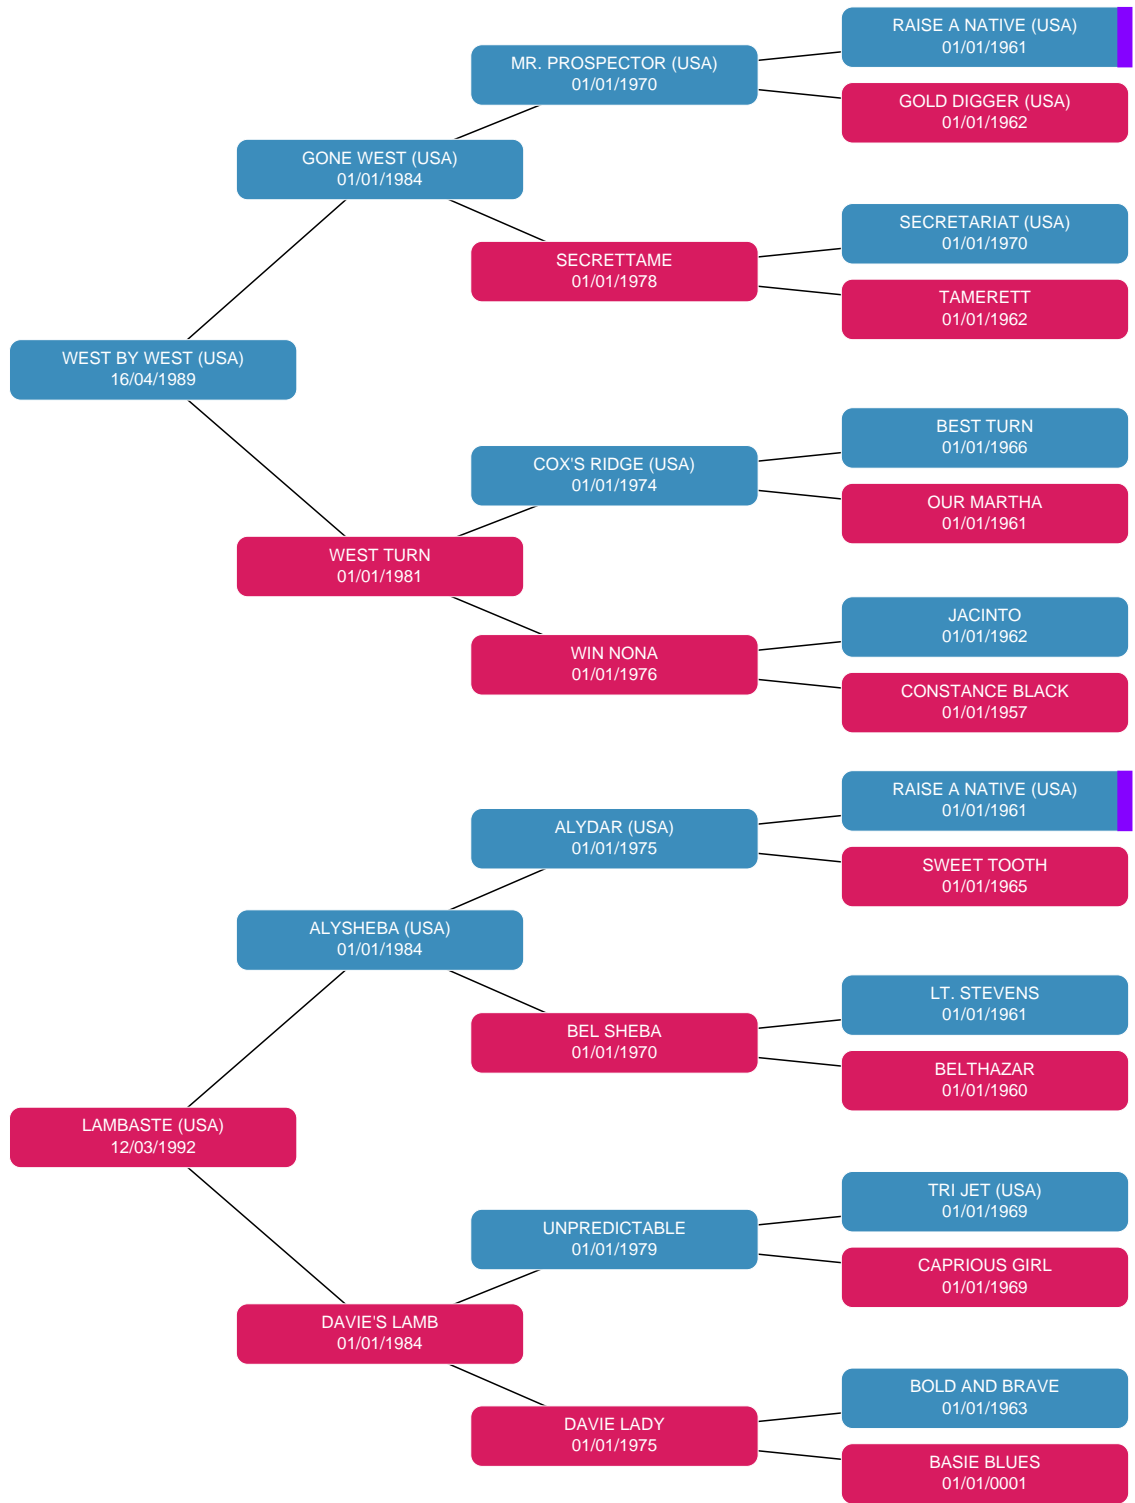 RAISE A NATIVE (USA)
01/01/1961
MR. PROSPECTOR (USA)
01/01/1970
GOLD DIGGER (USA)
01/01/1962
GONE WEST (USA)
01/01/1984
SECRETARIAT (USA)
01/01/1970
SECRETTAME
01/01/1978
TAMERETT
01/01/1962
WEST BY WEST (USA)
16/04/1989
BEST TURN
01/01/1966
COX'S RIDGE (USA)
01/01/1974
OUR MARTHA
01/01/1961
WEST TURN
01/01/1981
JACINTO
01/01/1962
WIN NONA
01/01/1976
CONSTANCE BLACK
01/01/1957
RAISE A NATIVE (USA)
01/01/1961
ALYDAR (USA)
01/01/1975
SWEET TOOTH
01/01/1965
ALYSHEBA (USA)
01/01/1984
LT. STEVENS
01/01/1961
BEL SHEBA
01/01/1970
BELTHAZAR
01/01/1960
LAMBASTE (USA)
12/03/1992
TRI JET (USA)
01/01/1969
UNPREDICTABLE
01/01/1979
CAPRIOUS GIRL
01/01/1969
DAVIE'S LAMB
01/01/1984
BOLD AND BRAVE
01/01/1963
DAVIE LADY
01/01/1975
BASIE BLUES
01/01/0001